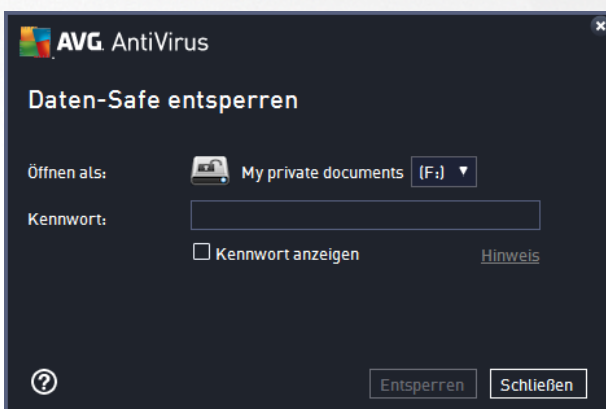 AVG. AntiVirus
Daten-Safe entsperren
Öffnen als: My private documents (F:)
Kennwort:
Kennwort anzeigen Hinweis
Entsperren Schließen